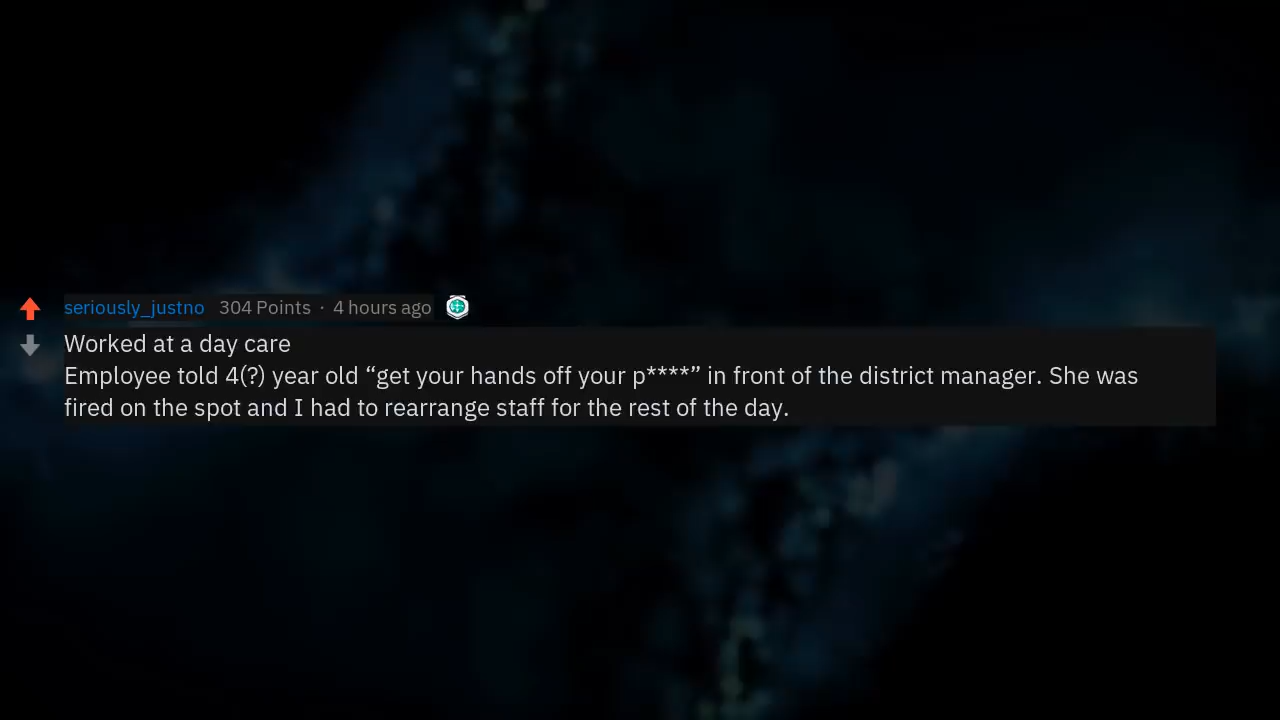 seriously_justno 304 Points · 4 hours ago
Worked at a day care
Employee told 4(?) year old “get your hands off your p****” in front of the district manager. She was
fired on the spot and I had to rearrange staff for the rest of the day.